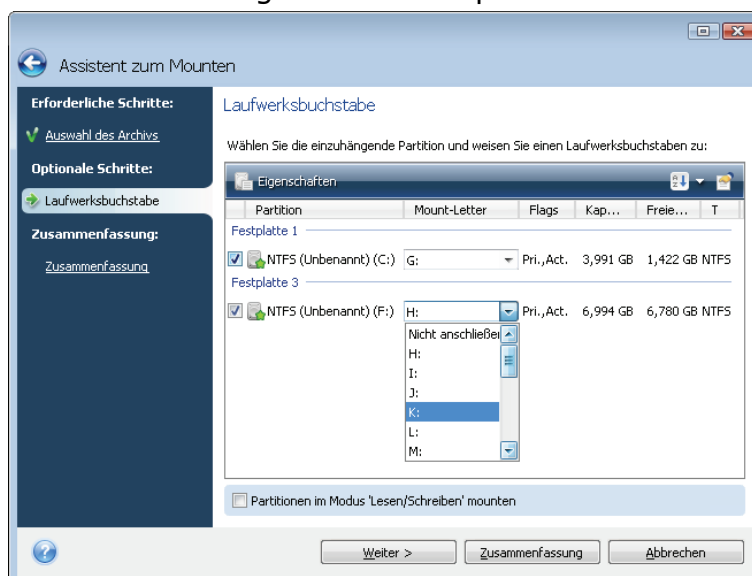 Assistent zum Mounten
Erforderliche Schritte:
Auswahl des Archivs
Optionale Schritte:
Laufwerksbuchstabe
Zusammenfassung:
Zusammenfassung
Laufwerksbuchstabe
Wählen Sie die einzuhängende Partition und weisen Sie einen Laufwerksbuchstaben zu:
Eigenschaften
Partition Mount-Letter Flags Kap... Freie... T
Festplatte 1
NTFS (Unbenannt) (C:) G: Pri.,Act. 3,991 GB 1,422 GB NTFS
Festplatte 3
NTFS (Unbenannt) (F:) H: Pri.,Act. 6,994 GB 6,780 GB NTFS
Nicht anschließen
H:
I:
J:
K:
L:
M:
Partitionen im Modus 'Lesen/Schreiben' mounten
Weiter > Zusammenfassung Abbrechen